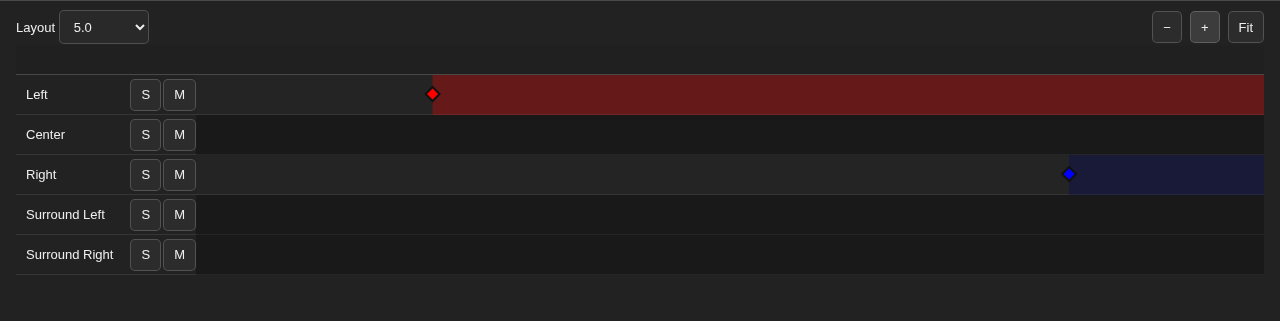 Layout 5.0 − + Fit
Left S M
Center S M
Right S M
Surround Left S M
Surround Right S M